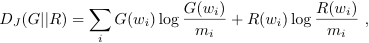 D_J(G||R) = \sum_i G(w_i) \log \frac{G(w_i)}{m_i} + R(w_i) \log \frac{R(w_i)}{m_i} ,